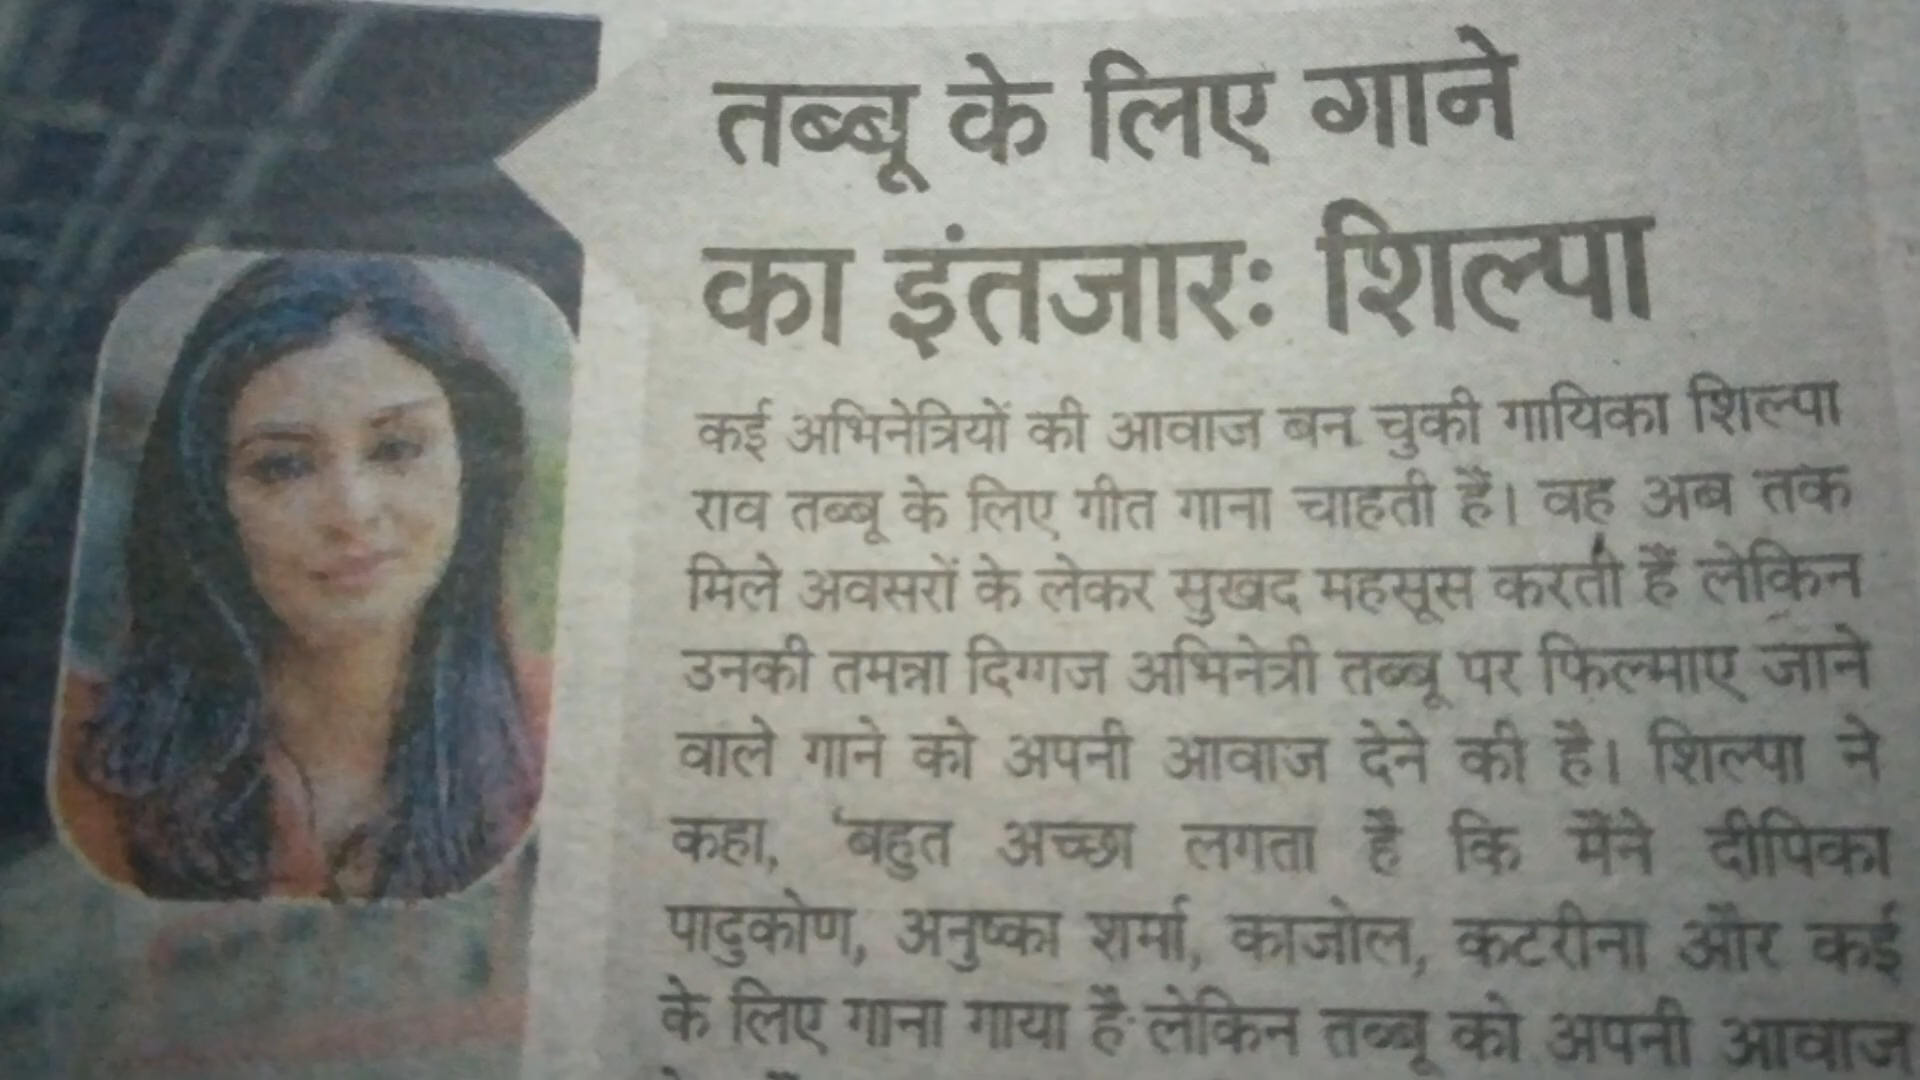 तब्बू के लिए गाने
का इंतजारः शिल्पा
कई अभिनेत्रियों की आवाज बन चुकी गायिका शिल्पा
राव तब्बू के लिए गीत गाना चाहती हैं। वह अब तक
मिले अवसरों के लेकर सुखद महसूस करती हैं लेकिन
उनकी तमन्ना दिग्गज अभिनेत्री तब्बू पर फिल्माए जाने
वाले गाने को अपनी आवाज देने की है। शिल्पा ने
कहा, 'बहुत अच्छा लगता है कि मैंने दीपिका
पादुकोण, अनुष्का शर्मा, काजोल, कटरीना और कई
के लिए गाना गाया है लेकिन तब्बू को अपनी आवाज